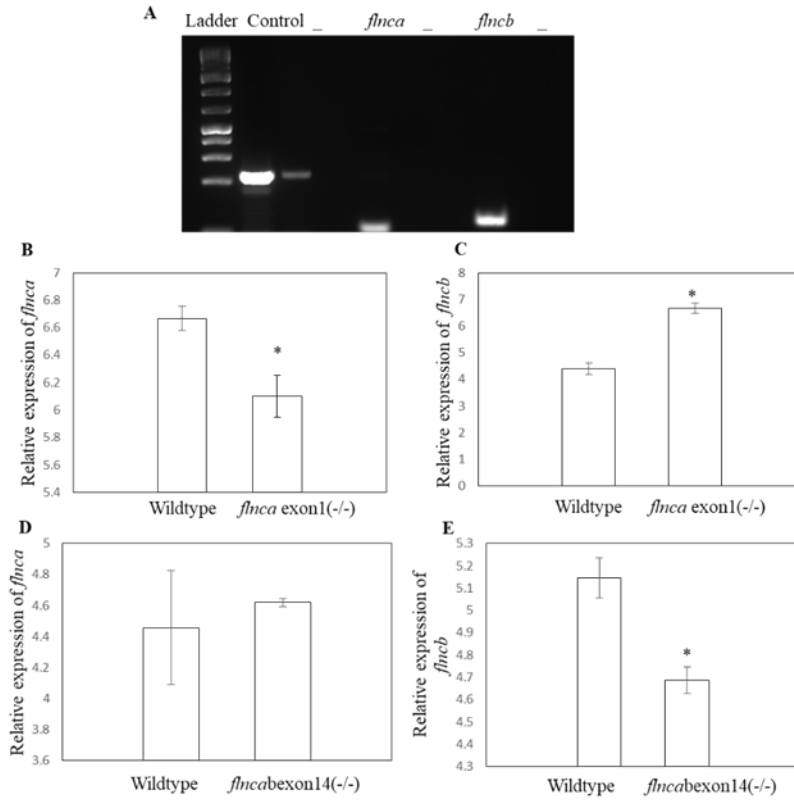 A
Ladder Control _ flnca _ flncb _
B
Relative expression of flnca
7
6.8
6.6
6.4
6.2
6
5.8
5.6
5.4
*
Wildtype flnca exon1(-/-)
C
Relative expression of flncb
8
7
6
5
4
3
2
1
0
*
Wildtype flnca exon1(-/-)
D
Relative expression of flnca
5
4.8
4.6
4.4
4.2
4
3.8
3.6
Wildtype flncabexon14(-/-)
E
Relative expression of
flncb
5.3
5.2
5.1
5
4.9
4.8
4.7
4.6
4.5
4.4
4.3
*
Wildtype flncabexon14(-/-)